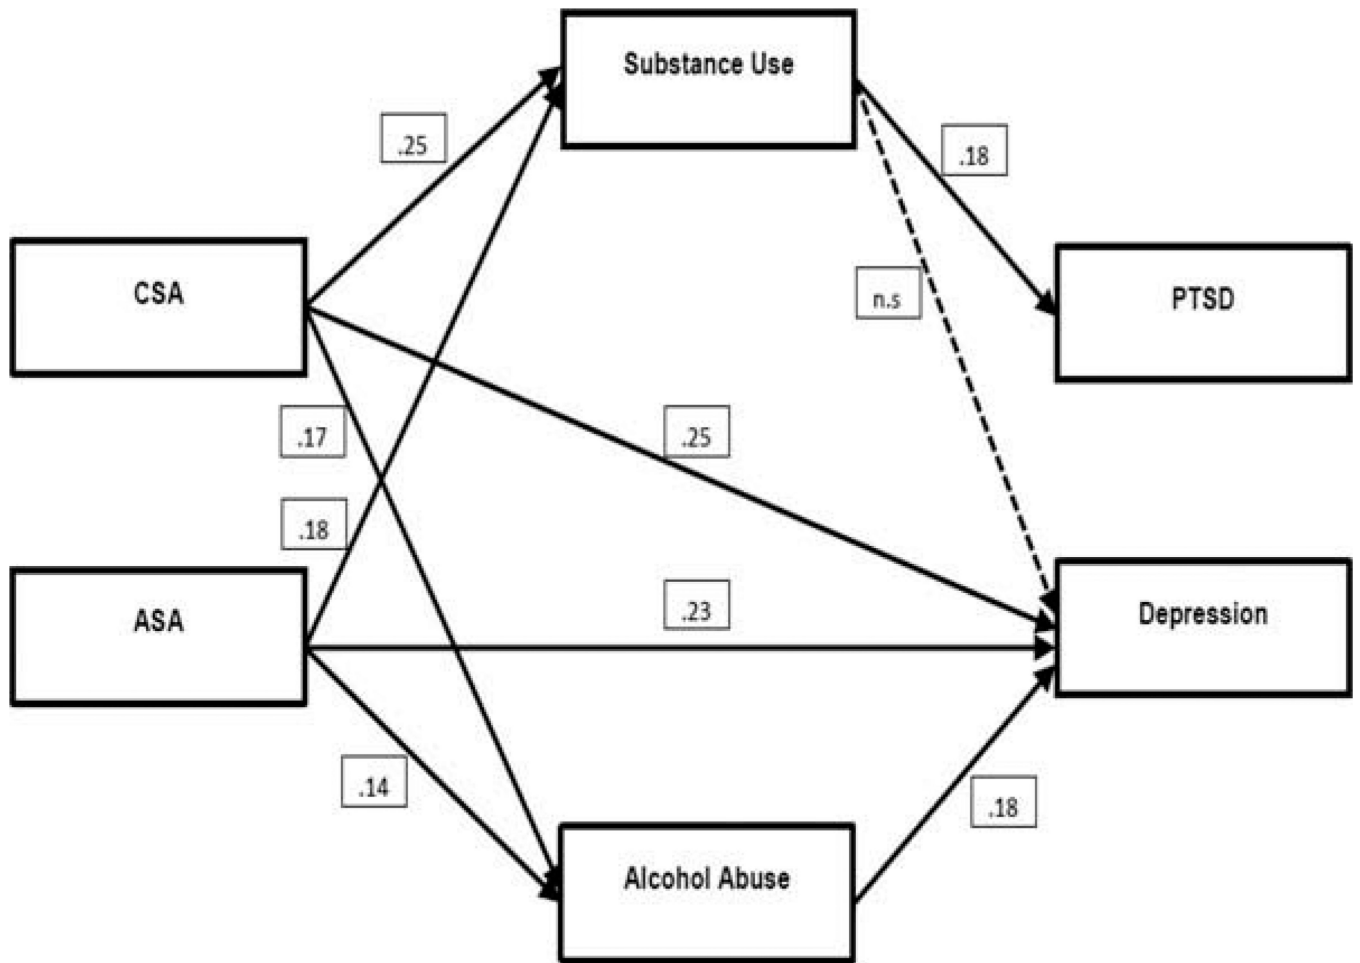 Substance Use
.25
.18
CSA
PTSD
n.s
.17
.25
.18
ASA
.23
Depression
.14
.18
Alcohol Abuse